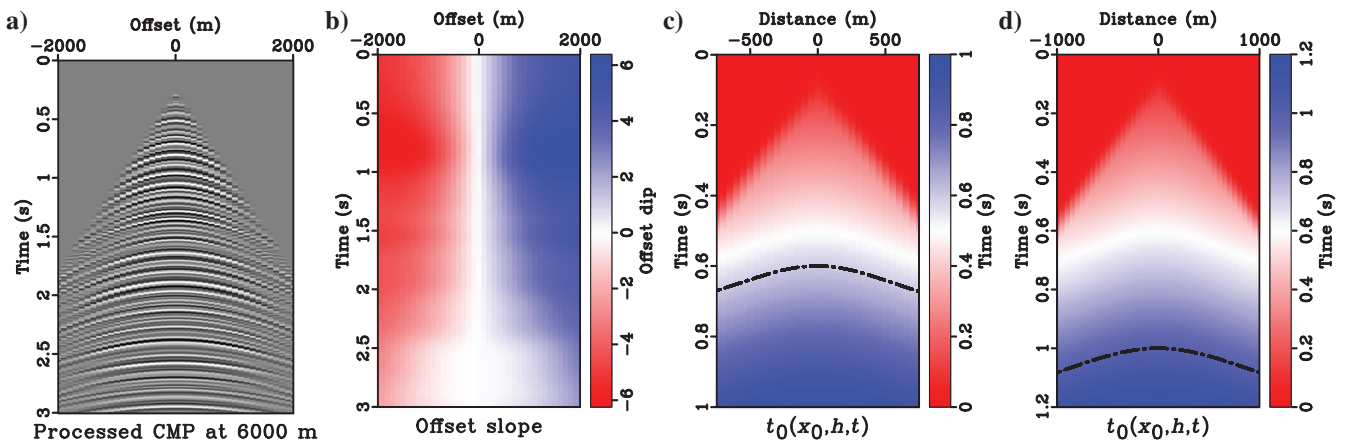 a)
Offset (m)
−2000 0 2000
Time (s)
0 0.5 1 1.5 2 2.5 3
Processed CMP at 6000 m
b)
Offset (m)
−2000 0 2000
Time (s)
0 0.5 1 1.5 2 2.5 3
Offset slope
6 4 2 0 −2 −4 −6
Offset dip
c)
Distance (m)
−500 0 500
Time (s)
0 0.2 0.4 0.6 0.8 1
t0(x0,h,t)
1 0.8 0.6 0.4 0.2 0
Time (s)
d)
Distance (m)
−1000 0 1000
Time (s)
0 0.2 0.4 0.6 0.8 1 1.2
t0(x0,h,t)
1.2 1 0.8 0.6 0.4 0.2 0
Time (s)